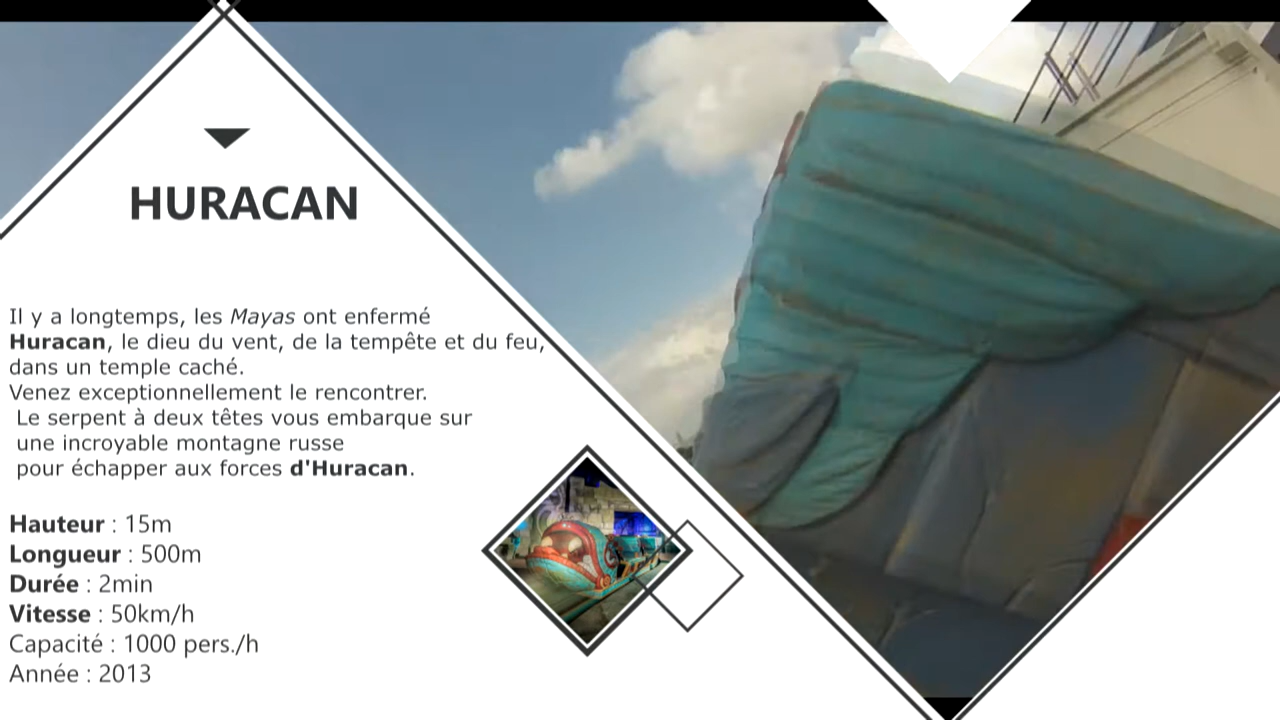 HURACAN
Il y a longtemps, les Mayas ont enfermé
Huracan, le dieu du vent, de la tempête et du feu,
dans un temple caché.
Venez exceptionnellement le rencontrer.
Le serpent à deux têtes vous embarque sur
une incroyable montagne russe
pour échapper aux forces d'Huracan.
Hauteur : 15m
Longueur : 500m
Durée : 2min
Vitesse : 50km/h
Capacité : 1000 pers./h
Année : 2013